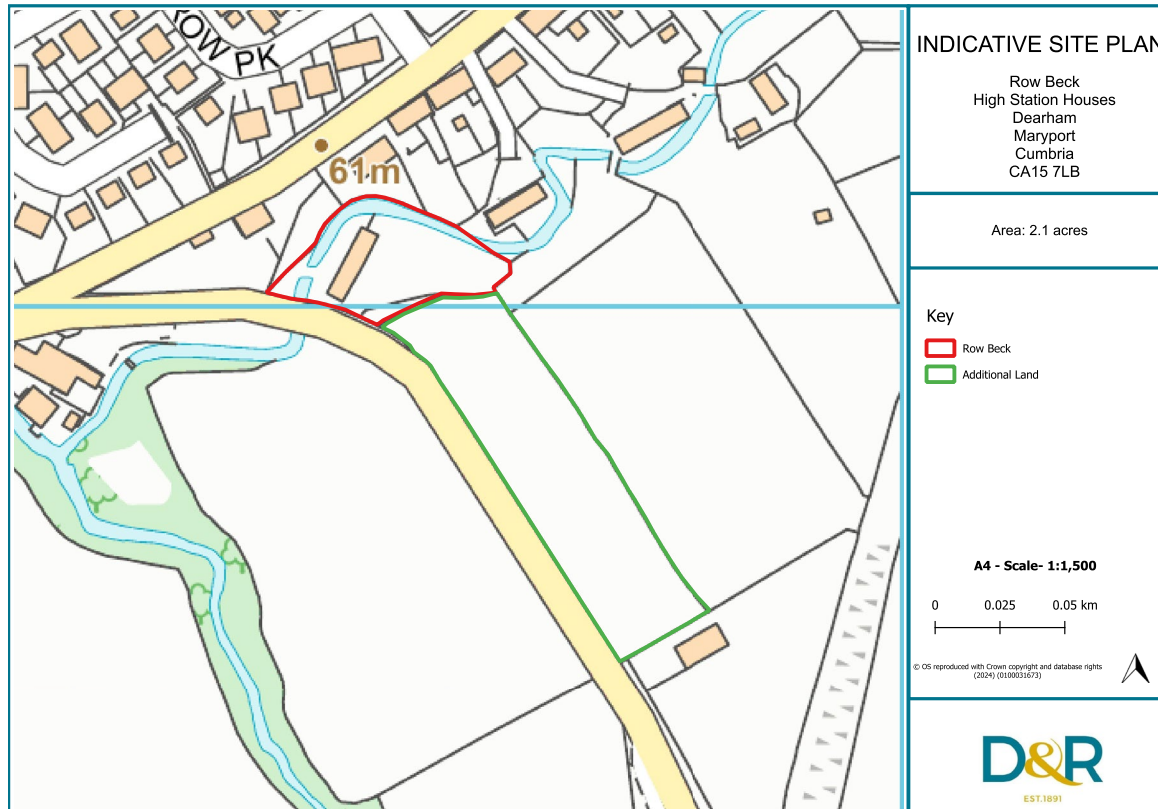 ROW PK
61m
INDICATIVE SITE PLAN
Row Beck
High Station Houses
Dearham
Maryport
Cumbria
CA15 7LB
Area: 2.1 acres
Key
Row Beck
Additional Land
A4 - Scale- 1:1,500
0 0.025 0.05 km
© OS reproduced with Crown copyright and database rights
(2024) (0100031673)
D&R
EST.1891